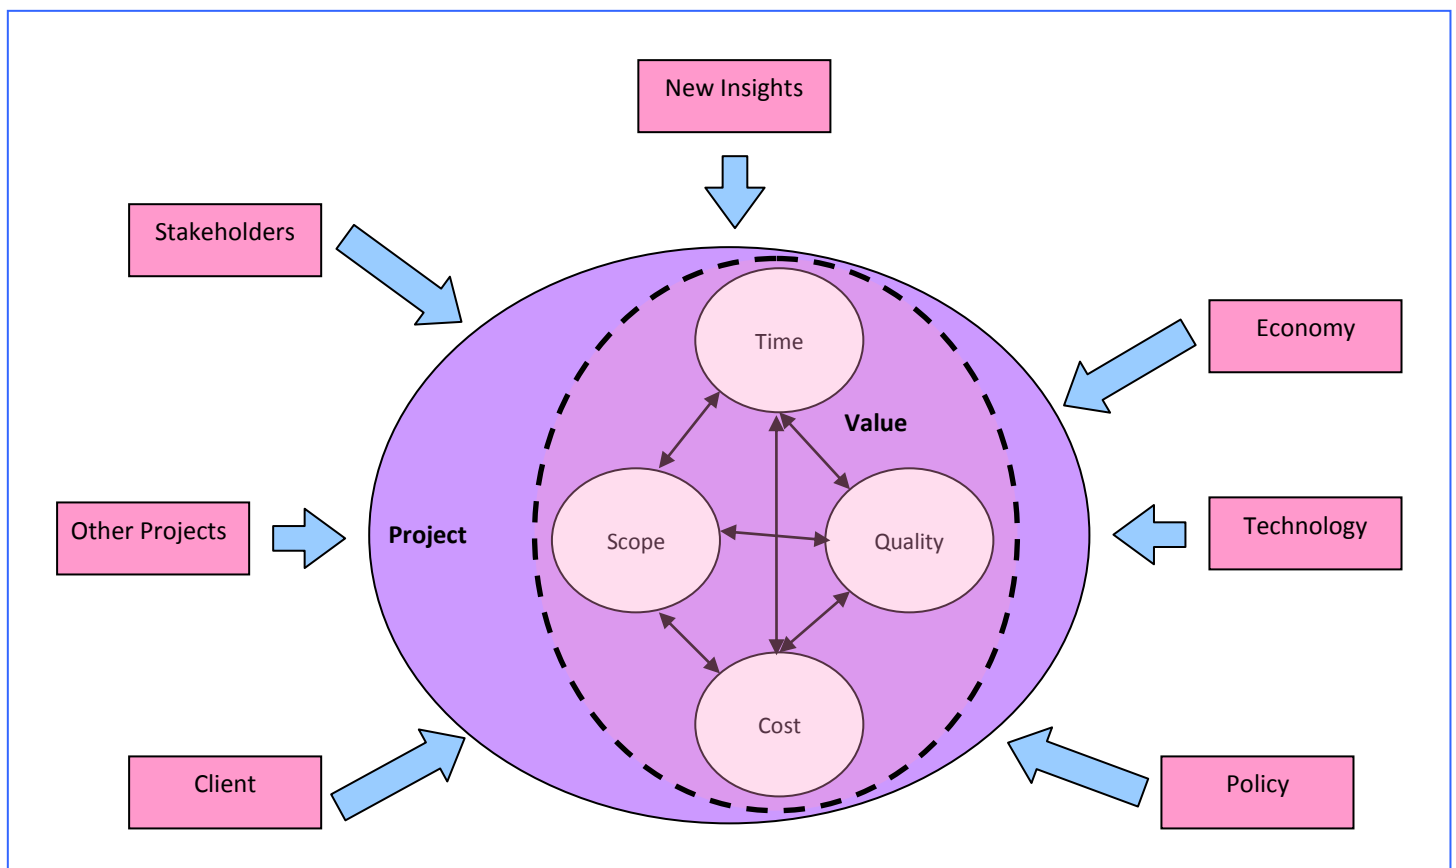 New Insights
Stakeholders
Economy
Time
Value
Other Projects
Project
Scope
Quality
Technology
Cost
Client
Policy